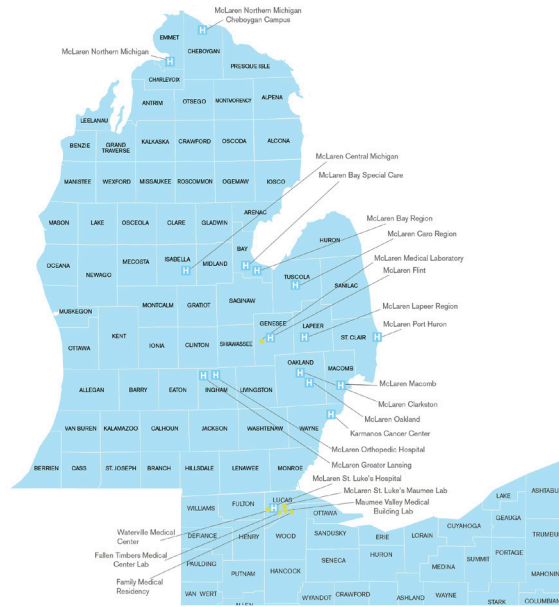 McLaren Northern Michigan
Cheboygan Campus
EMMET
McLaren Northern Michigan
H
CHEBOYGAN
H
PRESQUE ISLE
CHARLEVOIX
ANTRIM
OTSEGO
MONTMORENCY
ALPENA
LEELANAU
BENZIE
GRAND
TRAVERSE
KALKASKA
CRAWFORD
OSCODA
ALCONA
McLaren Central Michigan
MANISTEE
WEXFORD
MISSAUKEE
ROSCOMMON
OGEMAW
IOSCO
McLaren Bay Special Care
ARENAC
MASON
LAKE
OSCEOLA
CLARE
GLADWIN
McLaren Bay Region
HURON
McLaren Caro Region
BAY
OCEANA
NEWAGO
MECOSTA
ISABELLA
MIDLAND
H
H
H
McLaren Medical Laboratory
McLaren Flint
TUSCOLA
H
SANILAC
SAGINAW
MONTCALM
GRATIOT
McLaren Lapeer Region
MUSKEGON
GENESEE
LAPEER
McLaren Port Huron
KENT
OTTAWA
IONIA
CLINTON
SHIAWASSEE
H
H
ST. CLAIR
H
OAKLAND
MACOMB
H
McLaren Macomb
H
H
H
H
ALLEGAN
BARRY
EATON
INGHAM
LIVINGSTON
McLaren Clarkston
McLaren Oakland
H
Karmanos Cancer Center
VAN BUREN
KALAMAZOO
CALHOUN
JACKSON
WASHTENAW
WAYNE
McLaren Orthopedic Hospital
McLaren Greater Lansing
BERRIEN
CASS
ST. JOSEPH
BRANCH
HILLSDALE
LENAWEE
MONROE
McLaren St. Luke's Hospital
McLaren St. Luke's Maumee Lab
Maumee Valley Medical
Building Lab
WILLIAMS
FULTON
LUCAS
H
OTTAWA
LAKE
ASHTABU
GEAUGA
Waterville Medical
Center
DEFIANCE
HENRY
WOOD
SANDUSKY
ERIE
LORAIN
CUYAHOGA
TRUMBU
Fallen Timbers Medical
Center Lab
PAULDING
SENECA
HURON
MEDINA
SUMMIT
PORTAGE
MAHONIN
Family Medical
Residency
PUTNAM
HANCOCK
VAN WERT
ALLEN
WYANDOT
CRAWFORD
ASHLAND
WAYNE
STARK
COLUMBIAN